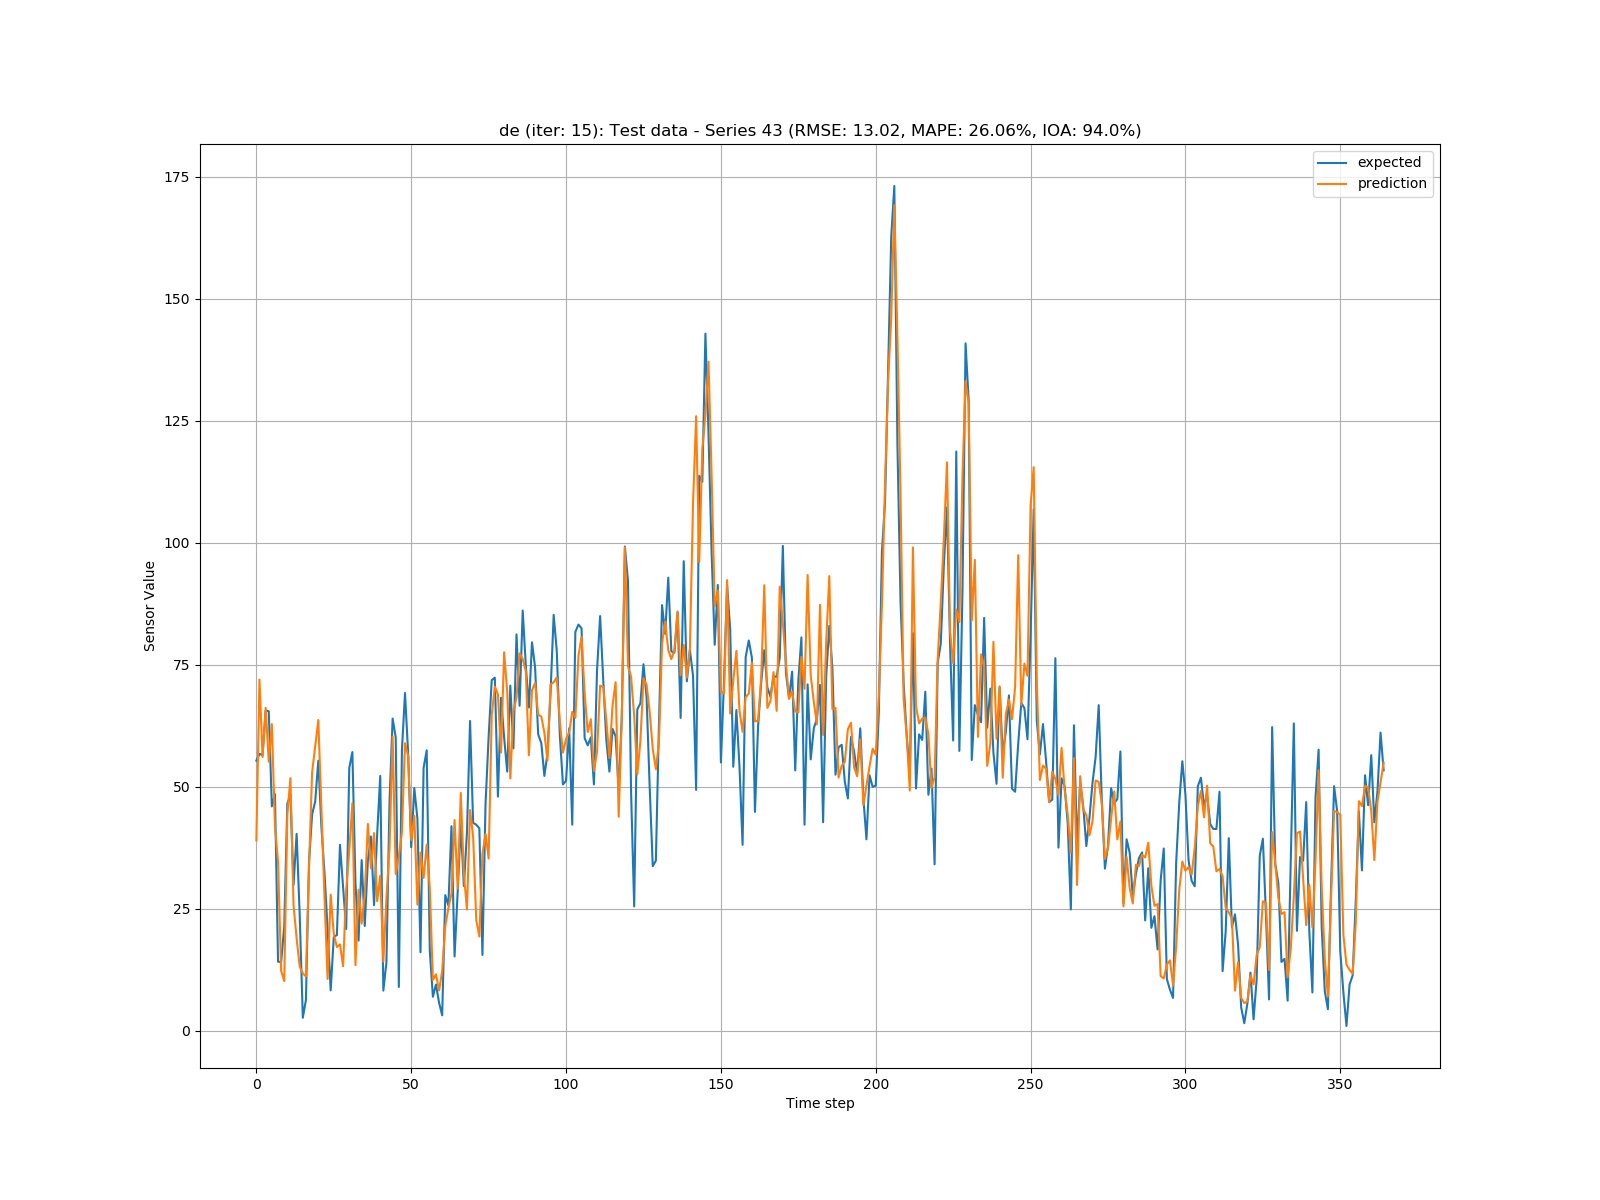 de (iter: 15): Test data - Series 43 (RMSE: 13.02, MAPE: 26.06%, IOA: 94.0%)
expected
prediction
175
150
125
100
75
50
25
0
Sensor Value
0 50 100 150 200 250 300 350
Time step